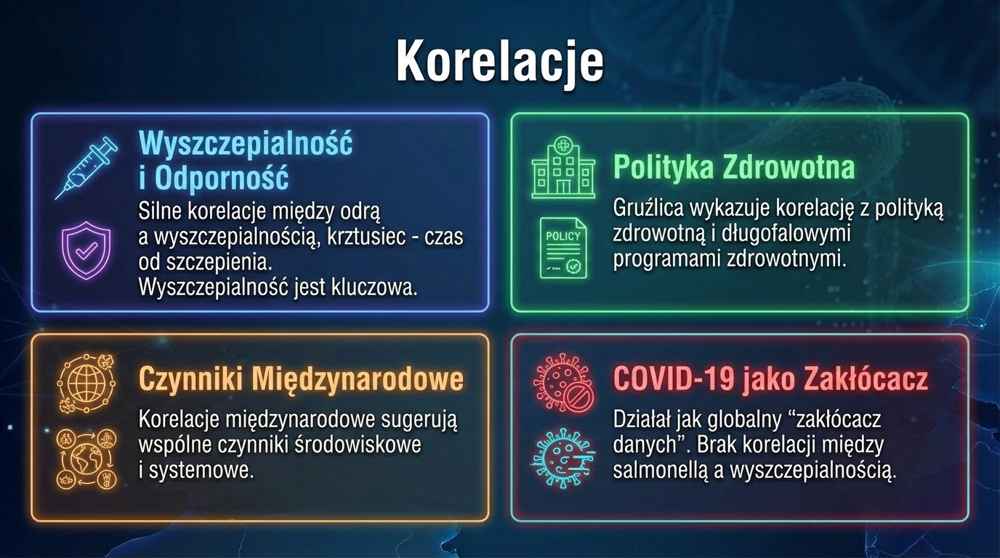 Korelacje
Wyszczepialność
i Odporność
Silne korelacje między odrą
a wyszczepialnością, krztusiec - czas
od szczepienia.
Wyszczepialność jest kluczowa.
Polityka Zdrowotna
POLICY
Gruźlica wykazuje korelację z polityką
zdrowotną i długofalowymi
programami zdrowotnymi.
Czynniki Międzynarodowe
Korelacje międzynarodowe sugerują
wspólne czynniki środowiskowe
i systemowe.
COVID-19 jako Zakłócacz
Działał jak globalny “zakłócacz
danych”. Brak korelacji między
salmonellą a wyszczepialnością.